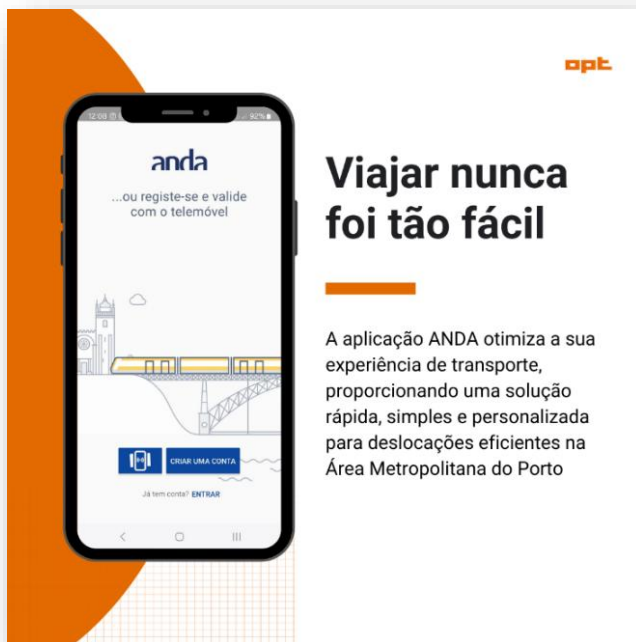 opt
12:08
92%
anda
...ou registe-se e valide
com o telemóvel
CRIAR UMA CONTA
Já tem conta? ENTRAR
Viajar nunca
foi tão fácil
A aplicação ANDA otimiza a sua
experiência de transporte,
proporcionando uma solução
rápida, simples e personalizada
para deslocações eficientes na
Área Metropolitana do Porto